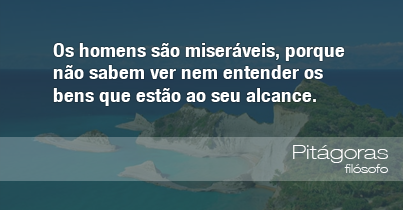 Os homens são miseráveis, porque
não sabem ver nem entender os
bens que estão ao seu alcance.
Pitágoras
filósofo